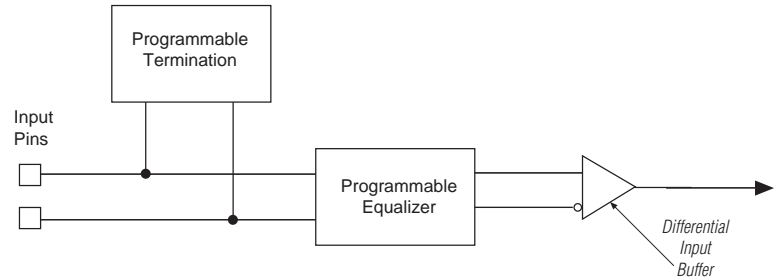 Programmable
Termination
Input
Pins
Programmable
Equalizer
Differential
Input
Buffer